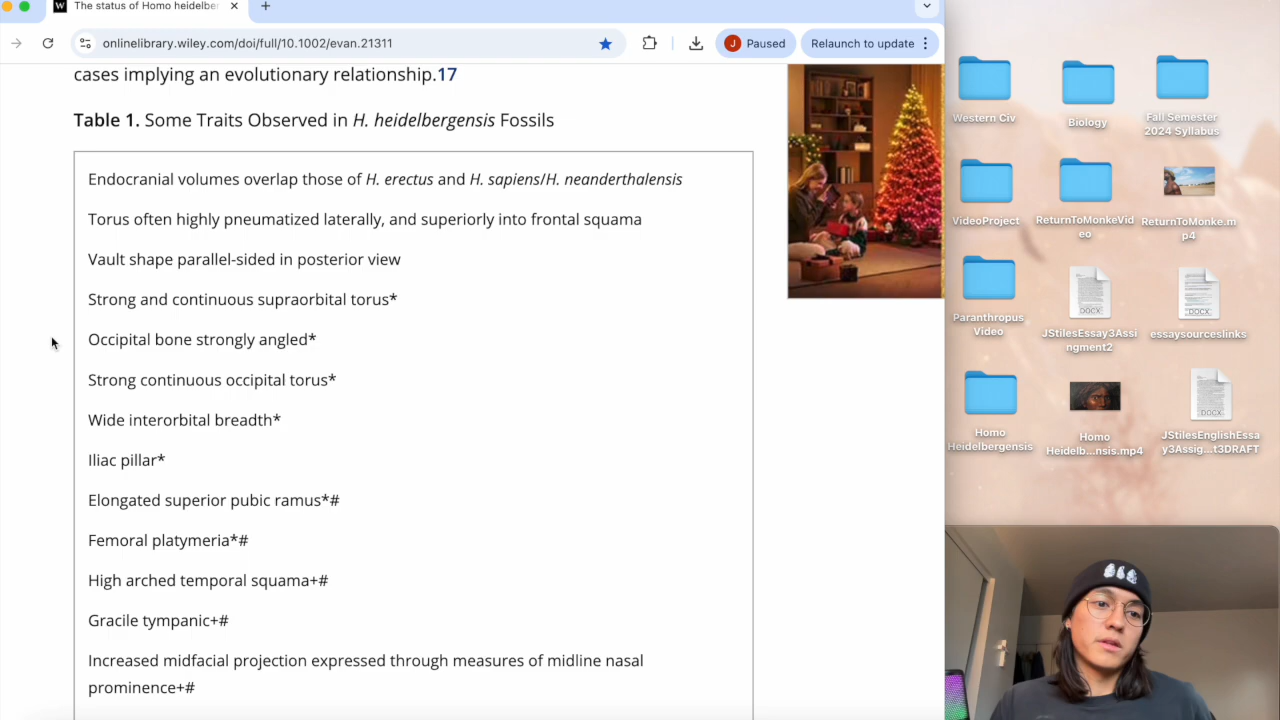 The status of Homo heidelber
onlinelibrary.wiley.com/doi/full/10.1002/evan.21311
J Paused
Relaunch to update
cases implying an evolutionary relationship.17
Table 1. Some Traits Observed in H. heidelbergensis Fossils
Endocranial volumes overlap those of H. erectus and H. sapiens/H. neanderthalensis
Torus often highly pneumatized laterally, and superiorly into frontal squama
Vault shape parallel-sided in posterior view
Strong and continuous supraorbital torus*
Occipital bone strongly angled*
Strong continuous occipital torus*
Wide interorbital breadth*
Iliac pillar*
Elongated superior pubic ramus*#
Femoral platymeria*#
High arched temporal squama+#
Gracile tympanic+#
Increased midfacial projection expressed through measures of midline nasal
prominence+#
Western Civ
Biology
Fall Semester
2024 Syllabus
VideoProject
ReturnToMonkeVid
eo
ReturnToMonke.m
p4
Paranthropus
Video
DOCX
JStilesEssay3Assi
ngment2
DOCX
essaysourceslinks
Homo
Heidelbergensis
Homo
Heidelb...nsis.mp4
DOCX
JStilesEnglishEssa
y3Assig...t3DRAFT